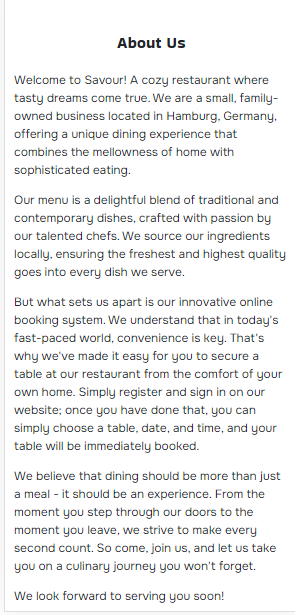 About Us
Welcome to Savour! A cozy restaurant where
tasty dreams come true. We are a small, family-
owned business located in Hamburg, Germany,
offering a unique dining experience that
combines the mellowness of home with
sophisticated eating.
Our menu is a delightful blend of traditional and
contemporary dishes, crafted with passion by
our talented chefs. We source our ingredients
locally, ensuring the freshest and highest quality
goes into every dish we serve.
But what sets us apart is our innovative online
booking system. We understand that in today's
fast-paced world, convenience is key. That's
why we've made it easy for you to secure a
table at our restaurant from the comfort of your
own home. Simply register and sign in on our
website; once you have done that, you can
simply choose a table, date, and time, and your
table will be immediately booked.
We believe that dining should be more than just
a meal - it should be an experience. From the
moment you step through our doors to the
moment you leave, we strive to make every
second count. So come, join us, and let us take
you on a culinary journey you won't forget.
We look forward to serving you soon!